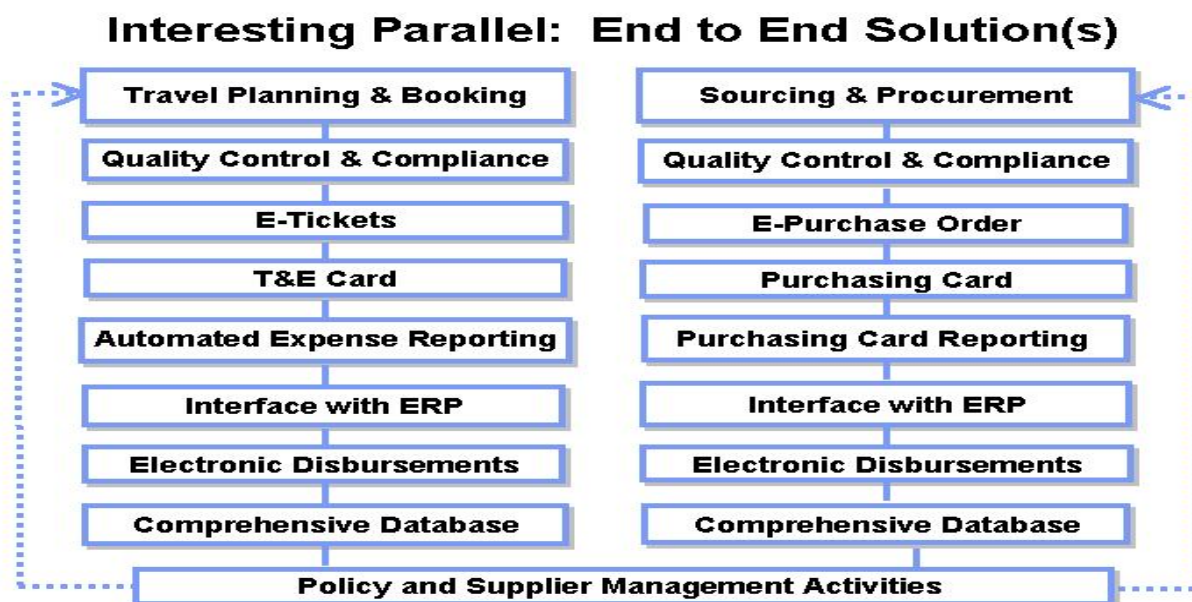 Interesting Parallel: End to End Solution(s)
Travel Planning & Booking
Quality Control & Compliance
E-Tickets
T&E Card
Automated Expense Reporting
Interface with ERP
Electronic Disbursements
Comprehensive Database
Sourcing & Procurement
Quality Control & Compliance
E-Purchase Order
Purchasing Card
Purchasing Card Reporting
Interface with ERP
Electronic Disbursements
Comprehensive Database
Policy and Supplier Management Activities